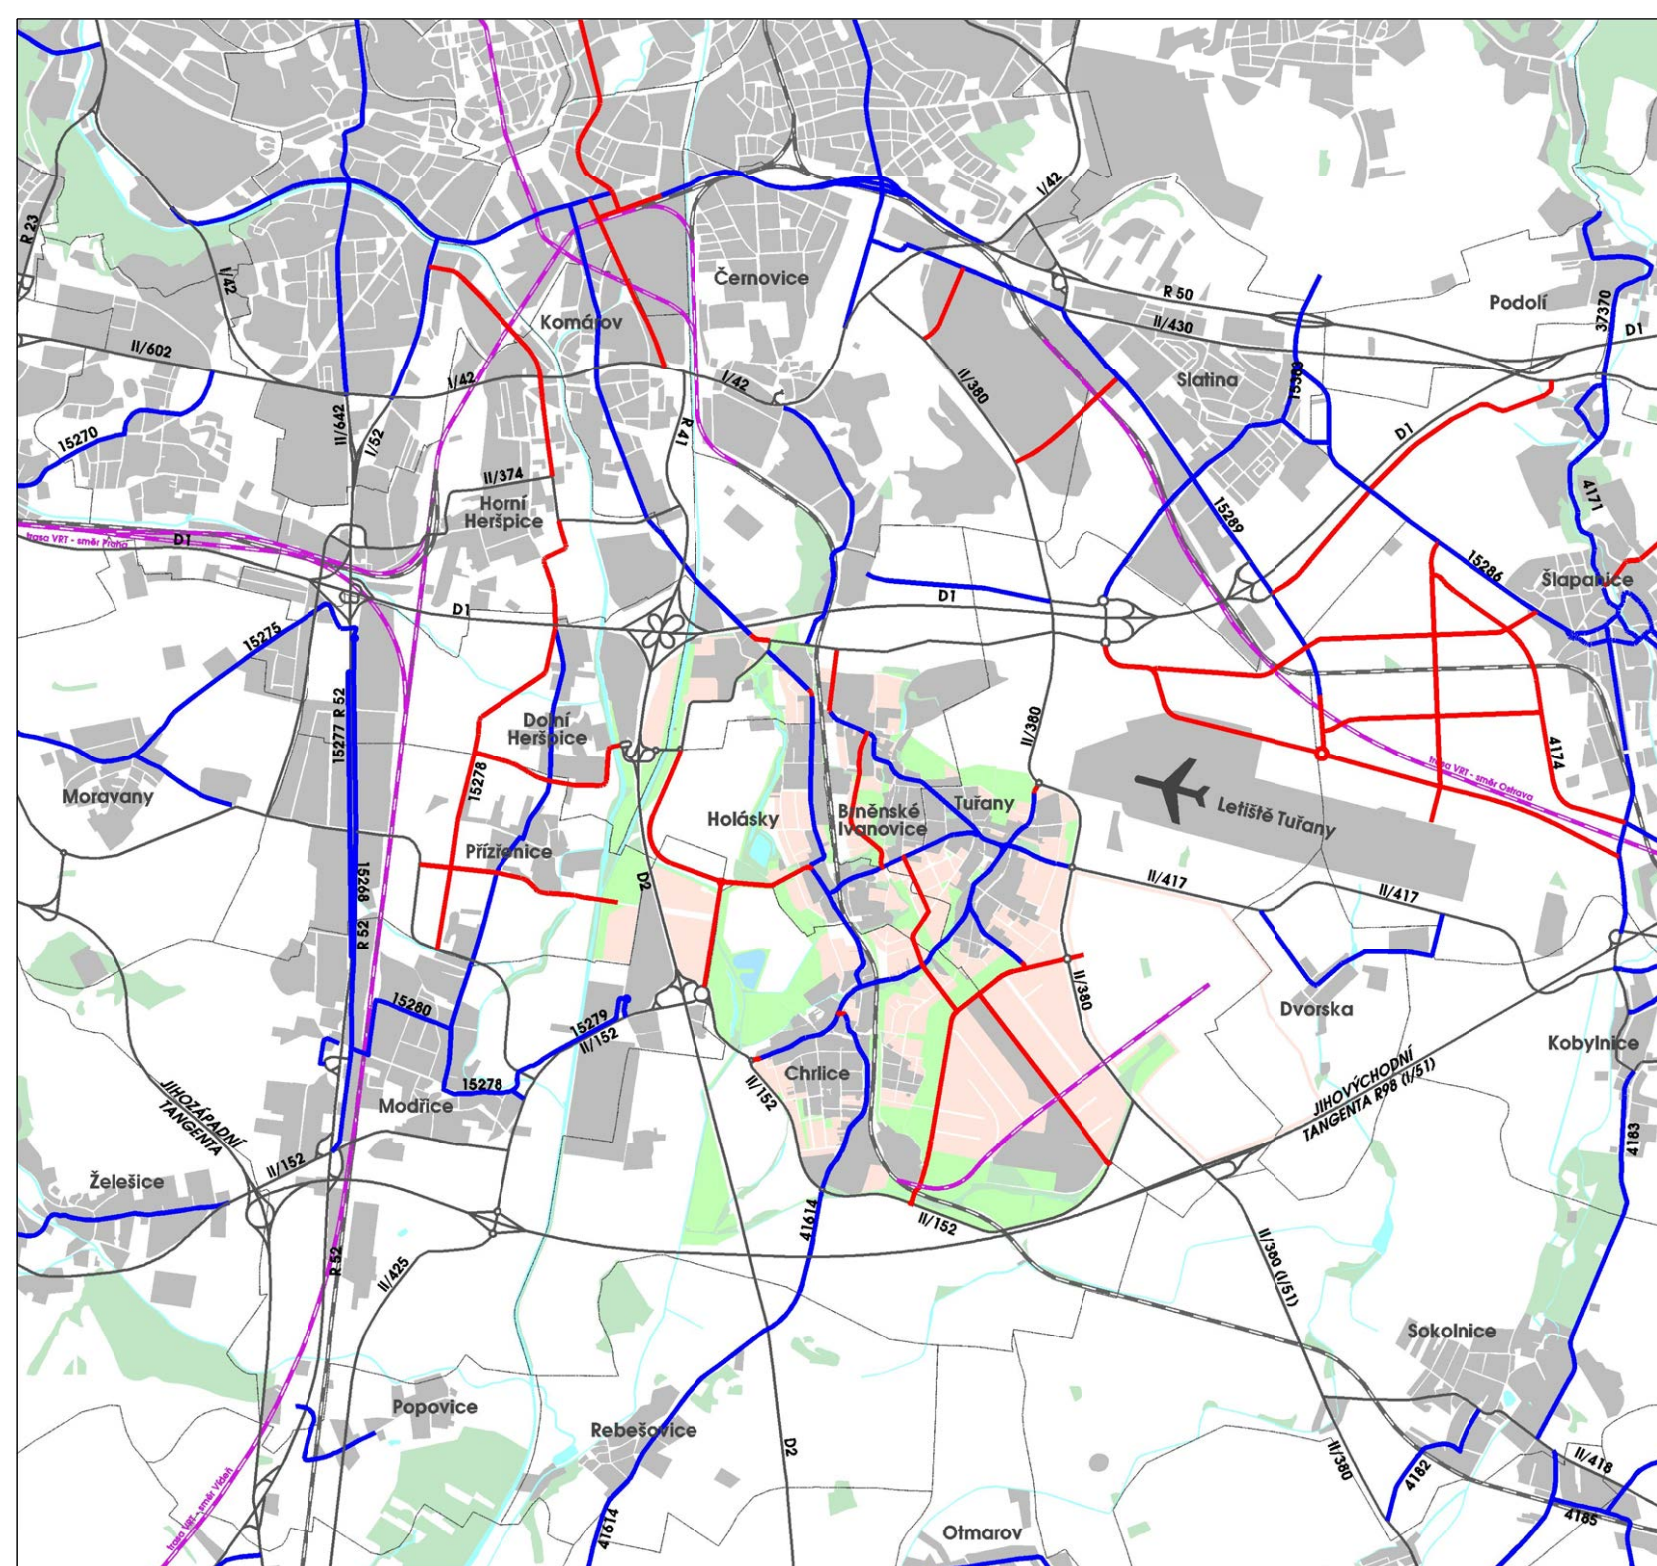 I/42
R 23
I/42
Černovice
R 50
Podolí
37370
Komárov
II/430
D1
II/602
I/42
I/42
II/380
Slatina
15383
II/642
I/52
R 41
D1
15270
II/374
Horní
Heršpice
4171
15289
trasa VRT - směr Praha
D1
15286
Šlapanice
D1
D1
15275
15277 R 52
Dolní
Heršpice
II/380
4174
15278
trasa VRT - směr Ostrava
Moravany
Holásky
Brněnské
Ivanovice
Tuřany
Letiště Tuřany
Přízřenice
D2
II/417
II/417
15268
R 52
II/380
15280
15279
II/152
Dvorska
Kobylnice
Chrlice
II/152
15278
Modřice
JIHOZÁPADNÍ
TANGENTA
JIHOVÝCHODNÍ
TANGENTA R98 (I/51)
4183
II/152
Želešice
41614
II/152
R 52
II/425
II/380 (I/51)
Sokolnice
Popovice
Rebešovice
D2
II/380
II/418
4182
trasa VRT - směr Vídeň
41614
4185
Otmarov